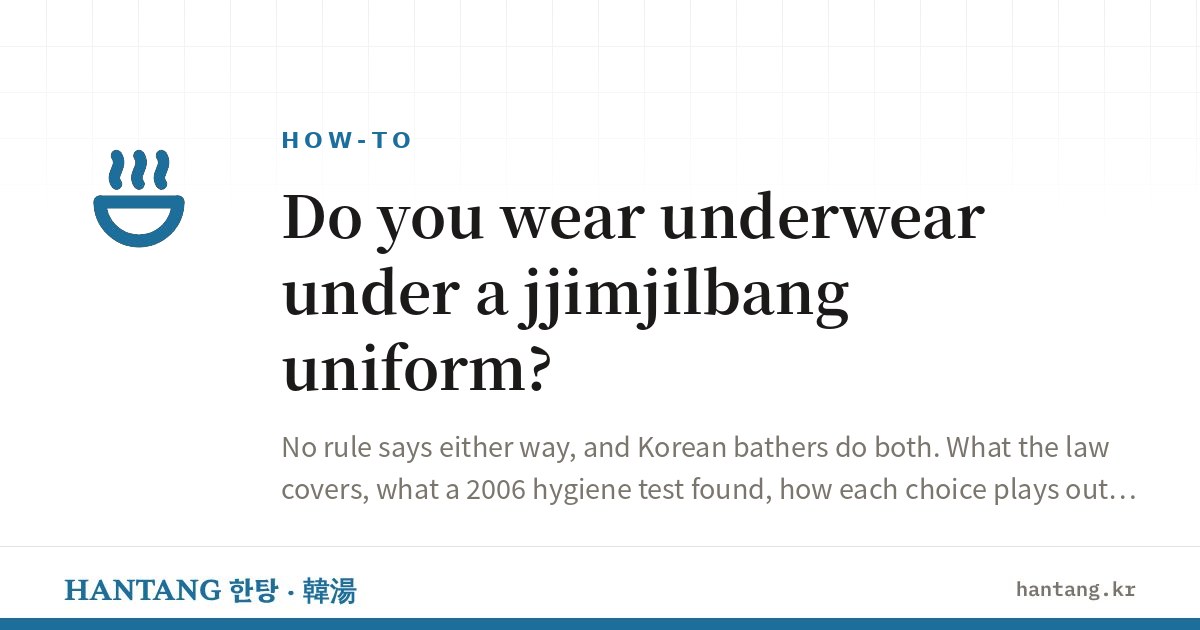 HOW-TO
Do you wear underwear
under a jjimjilbang
uniform?
No rule says either way, and Korean bathers do both. What the law
covers, what a 2006 hygiene test found, how each choice plays out…
HANTANG 한탕 · 韓湯
hantang.kr